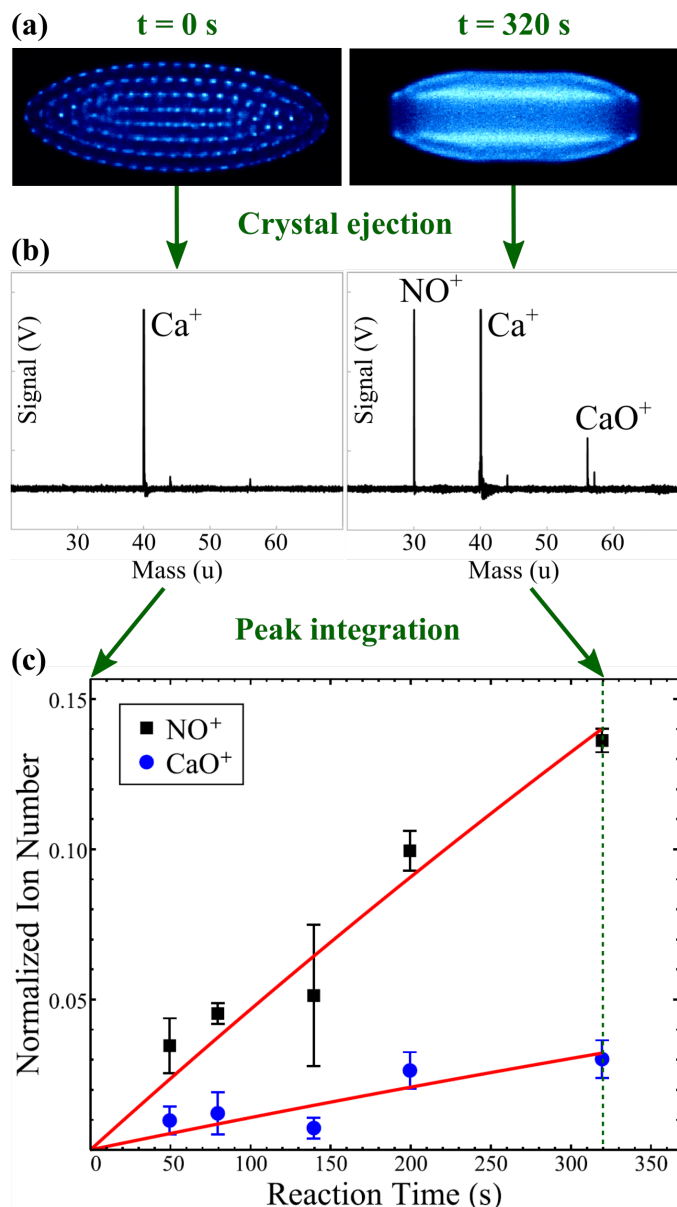 (a) t = 0 s t = 320 s
Crystal ejection
(b)
Signal (V)
Ca⁺
30 40 50 60
Mass (u)
Signal (V)
NO⁺
Ca⁺
CaO⁺
30 40 50 60
Mass (u)
Peak integration
(c)
Normalized Ion Number
0.15
0.10
0.05
NO⁺
CaO⁺
0 50 100 150 200 250 300 350
Reaction Time (s)